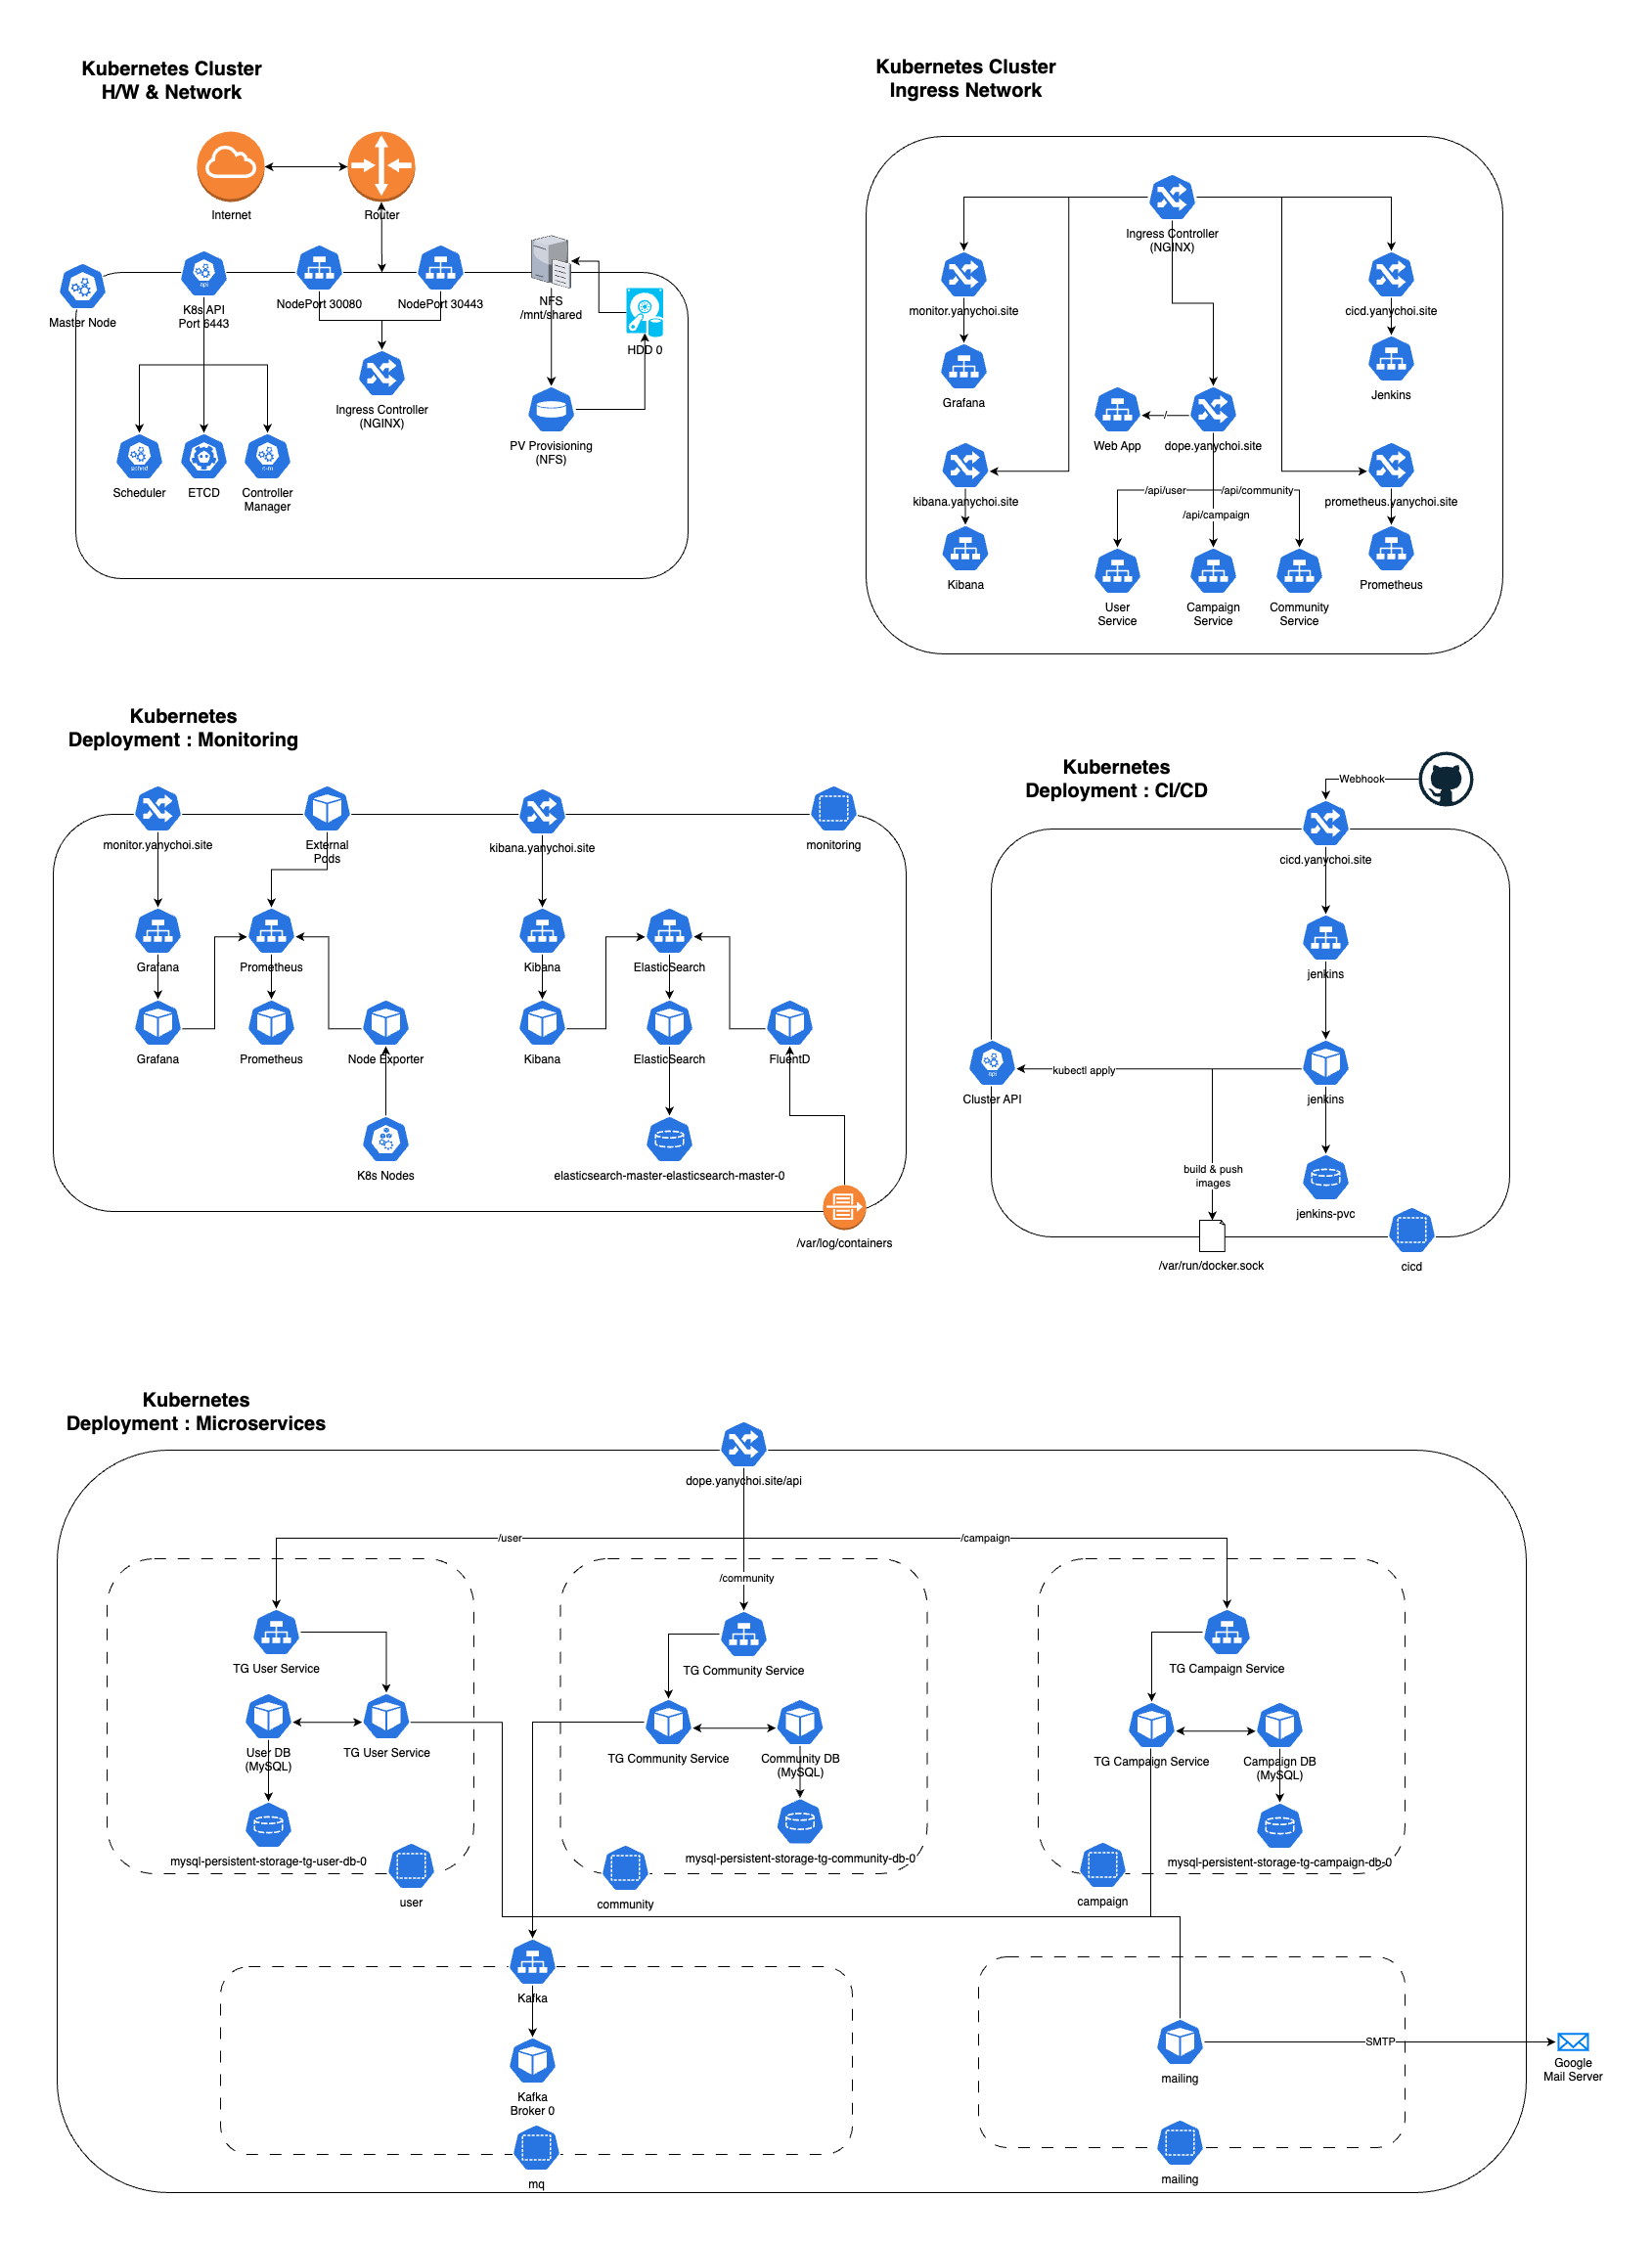 Kubernetes Cluster
H/W & Network
Internet
Router
Master Node
api
K8s API
Port 6443
NodePort 30080
NodePort 30443
NFS
/mnt/shared
HDD 0
Ingress Controller
(NGINX)
PV Provisioning
(NFS)
sched
Scheduler
ETCD
c-m
Controller
Manager
Kubernetes Cluster
Ingress Network
Ingress Controller
(NGINX)
monitor.yanychoi.site
cicd.yanychoi.site
Grafana
Jenkins
Web App
/
dope.yanychoi.site
kibana.yanychoi.site
prometheus.yanychoi.site
/api/user
/api/community
/api/campaign
Kibana
Prometheus
User
Service
Campaign
Service
Community
Service
Kubernetes
Deployment : Monitoring
monitor.yanychoi.site
External
Pods
kibana.yanychoi.site
monitoring
Grafana
Prometheus
Kibana
ElasticSearch
Grafana
Prometheus
Node Exporter
Kibana
ElasticSearch
FluentD
K8s Nodes
elasticsearch-master-elasticsearch-master-0
/var/log/containers
Kubernetes
Deployment : CI/CD
Webhook
cicd.yanychoi.site
jenkins
api
Cluster API
kubectl apply
jenkins
build & push
images
jenkins-pvc
/var/run/docker.sock
cicd
Kubernetes
Deployment : Microservices
dope.yanychoi.site/api
/user
/campaign
/community
TG User Service
TG Community Service
TG Campaign Service
User DB
(MySQL)
TG User Service
TG Community Service
Community DB
(MySQL)
TG Campaign Service
Campaign DB
(MySQL)
mysql-persistent-storage-tg-user-db-0
mysql-persistent-storage-tg-community-db-0
mysql-persistent-storage-tg-campaign-db-0
user
community
campaign
Kafka
Kafka
Broker 0
mq
mailing
SMTP
Google
Mail Server
mailing